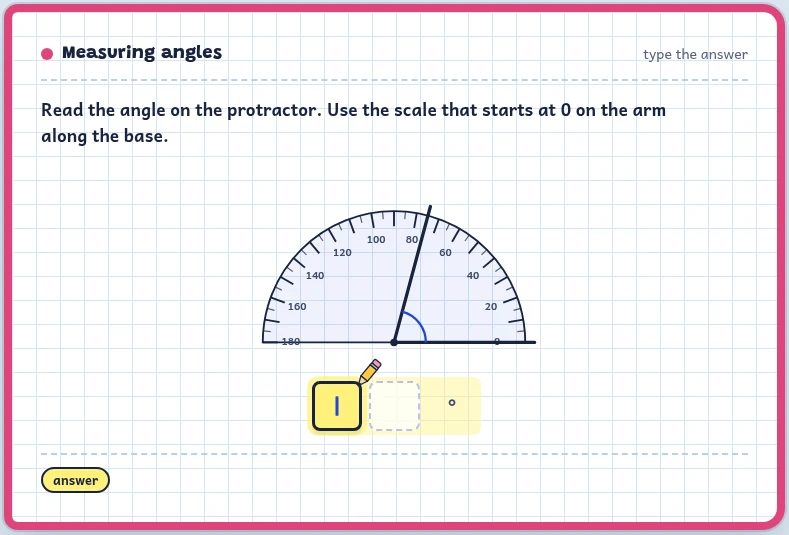 Measuring angles
type the answer
Read the angle on the protractor. Use the scale that starts at 0 on the arm
along the base.
100 80
120 60
140 40
160 20
180 0
°
answer